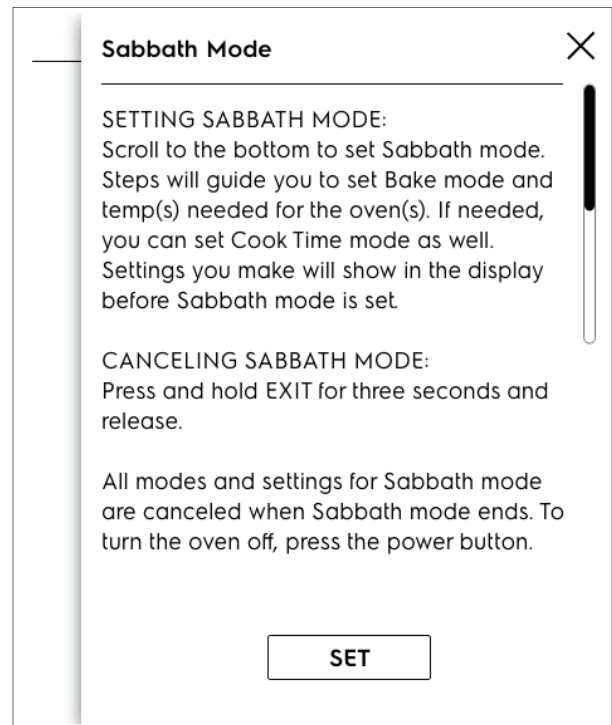 Sabbath Mode
SETTING SABBATH MODE:
Scroll to the bottom to set Sabbath mode.
Steps will guide you to set Bake mode and
temp(s) needed for the oven(s). If needed,
you can set Cook Time mode as well.
Settings you make will show in the display
before Sabbath mode is set.
CANCELING SABBATH MODE:
Press and hold EXIT for three seconds and
release.
All modes and settings for Sabbath mode
are canceled when Sabbath mode ends. To
turn the oven off, press the power button.
SET